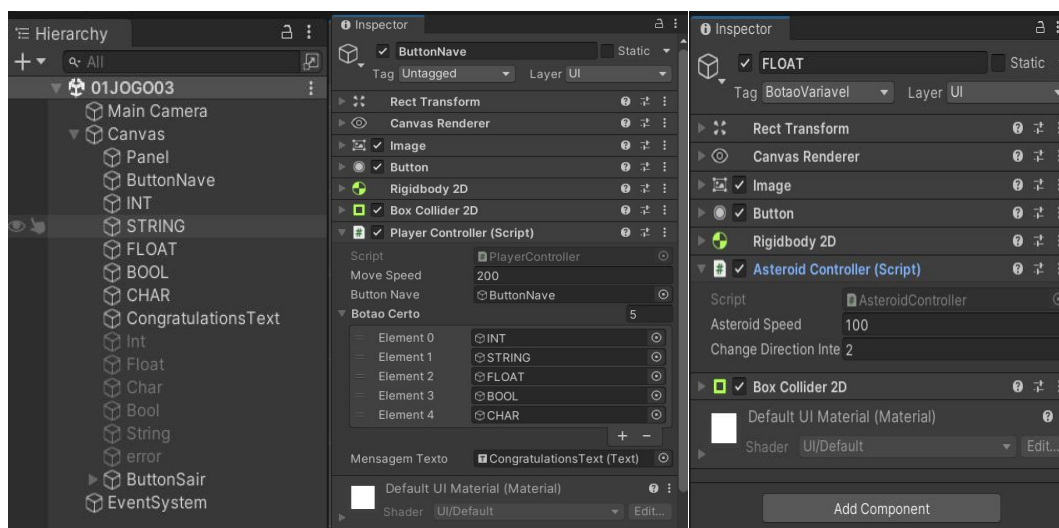 Hierarchy
All
01JOGO03
Main Camera
Canvas
Panel
ButtonNave
INT
STRING
FLOAT
BOOL
CHAR
CongratulationsText
Int
Float
Char
Bool
String
error
ButtonSair
EventSystem
Inspector
ButtonNave Static
Tag Untagged Layer UI
Rect Transform
Canvas Renderer
Image
Button
Rigidbody 2D
Box Collider 2D
# Player Controller (Script)
Script PlayerController
Move Speed 200
Button Nave ButtonNave
Botao Certo 5
Element 0 INT
Element 1 STRING
Element 2 FLOAT
Element 3 BOOL
Element 4 CHAR
+ -
Mensagem Texto CongratulationsText (Text)
Default UI Material (Material)
Shader UI/Default Edit...
Inspector
FLOAT Static
Tag BotaoVariavel Layer UI
Rect Transform
Canvas Renderer
Image
Button
Rigidbody 2D
# Asteroid Controller (Script)
Script AsteroidController
Asteroid Speed 100
Change Direction Inte 2
Box Collider 2D
Default UI Material (Material)
Shader UI/Default Edit...
Add Component